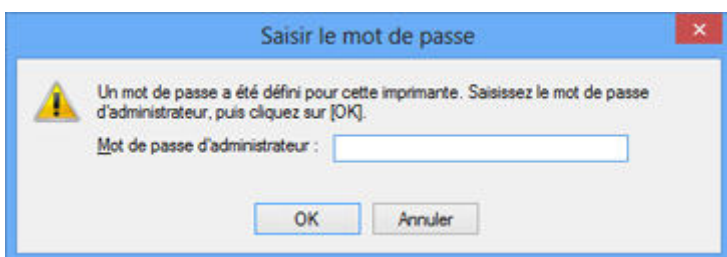 Saisir le mot de passe
Un mot de passe a été défini pour cette imprimante. Saisissez le mot de passe
d'administrateur, puis cliquez sur [OK].
Mot de passe d'administrateur :
OK
Annuler